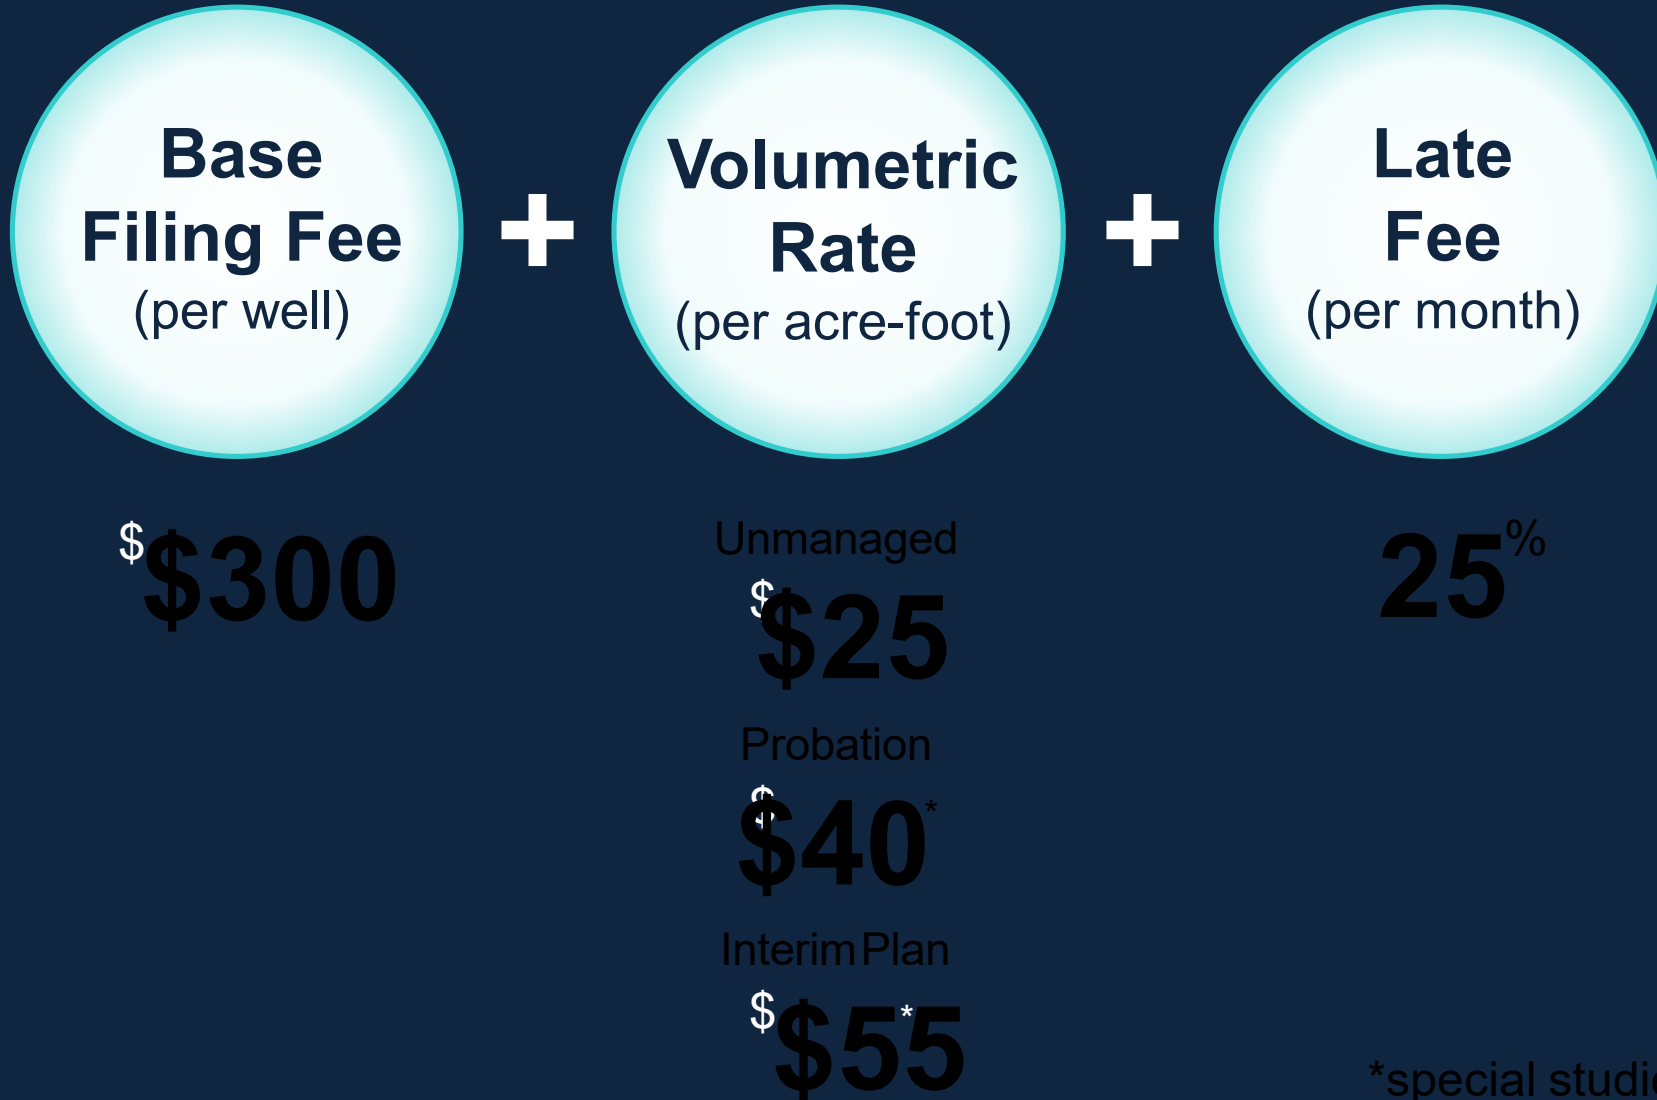 Base
Filing Fee
(per well)
+
Volumetric
Rate
(per acre-foot)
+
Late
Fee
(per month)
$$300
Unmanaged
$$25
Probation
$$40*
Interim Plan
$$55*
25%
*special